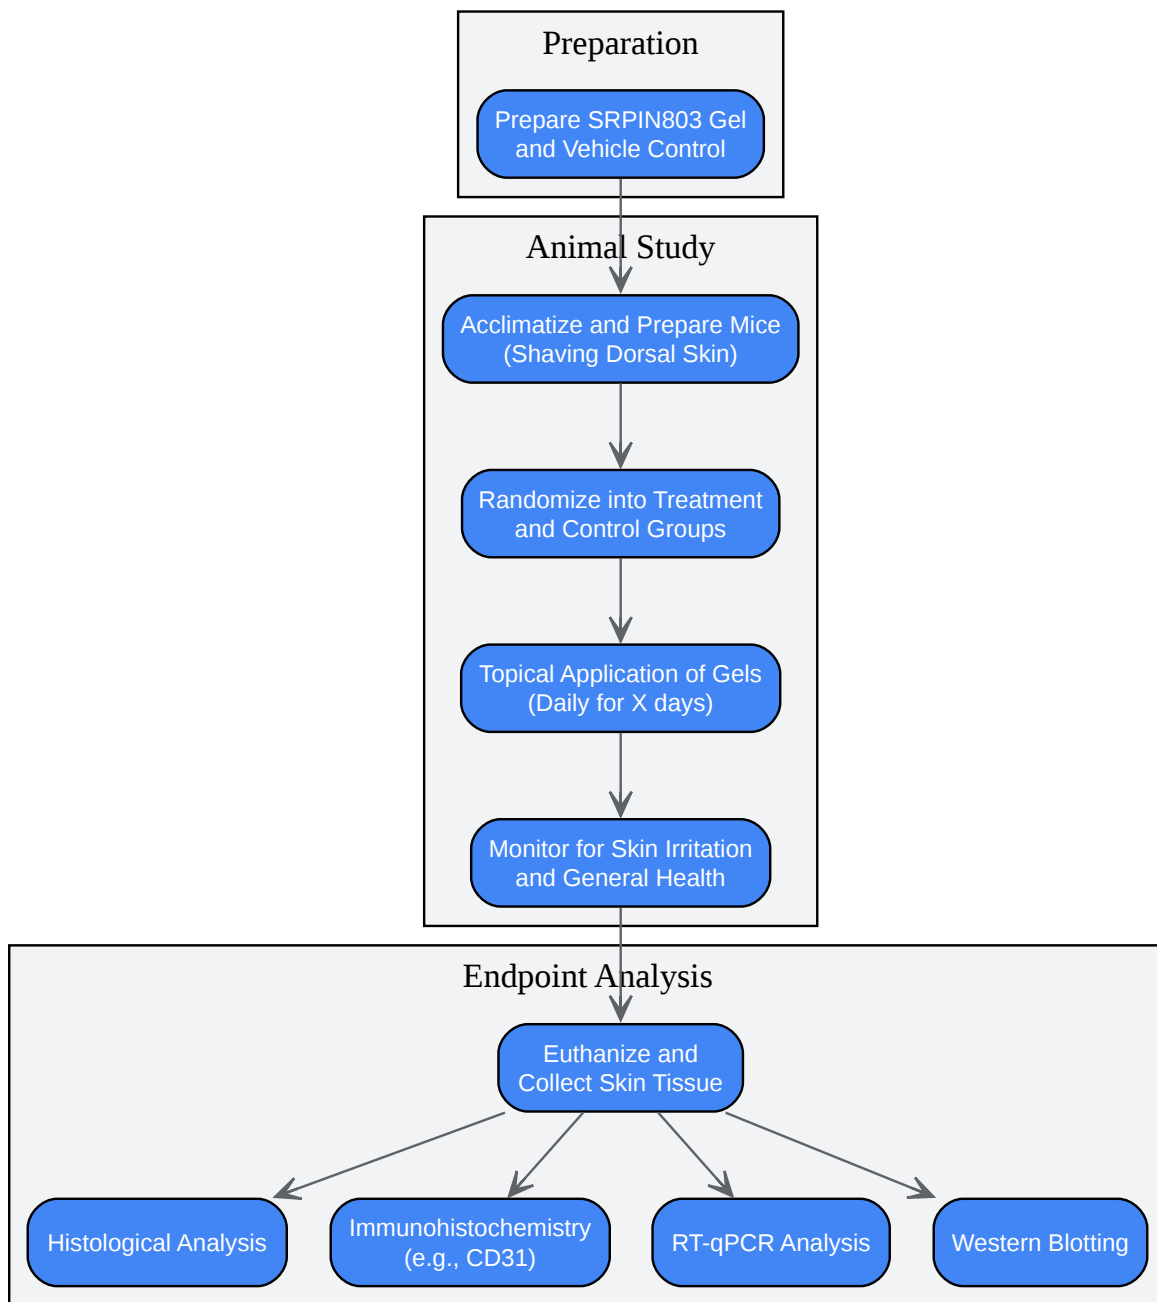 Preparation
Prepare SRPIN803 Gel
and Vehicle Control
Animal Study
Acclimatize and Prepare Mice
(Shaving Dorsal Skin)
Randomize into Treatment
and Control Groups
Topical Application of Gels
(Daily for X days)
Monitor for Skin Irritation
and General Health
Endpoint Analysis
Euthanize and
Collect Skin Tissue
Histological Analysis
Immunohistochemistry
(e.g., CD31)
RT-qPCR Analysis
Western Blotting